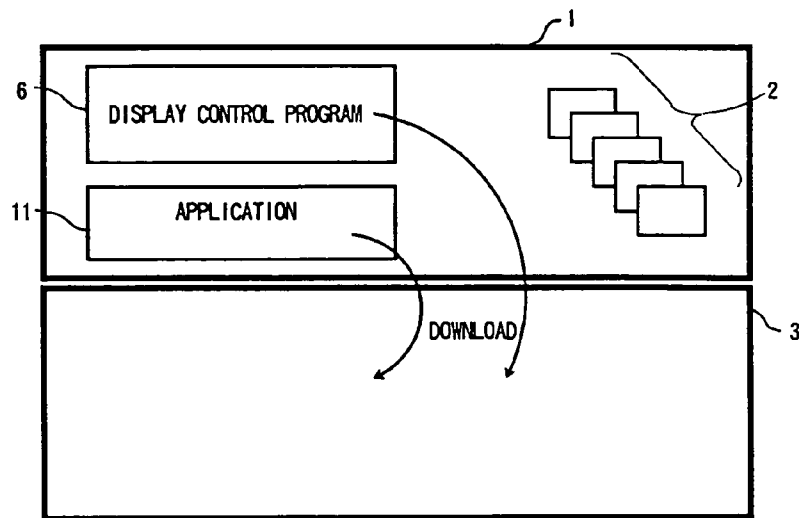 1
6
DISPLAY CONTROL PROGRAM
2
11
APPLICATION
DOWNLOAD
3